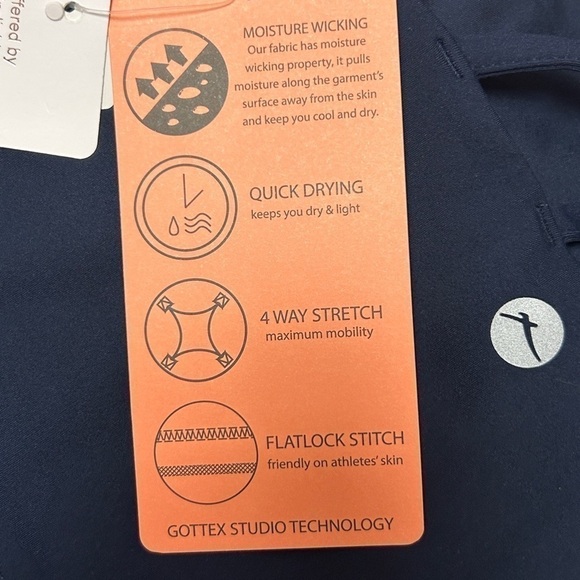 ffered by
MOISTURE WICKING
Our fabric has moisture
wicking property, it pulls
moisture along the garment's
surface away from the skin
and keep you cool and dry.
QUICK DRYING
keeps you dry & light
4 WAY STRETCH
maximum mobility
FLATLOCK STITCH
friendly on athletes' skin
GOTTEX STUDIO TECHNOLOGY